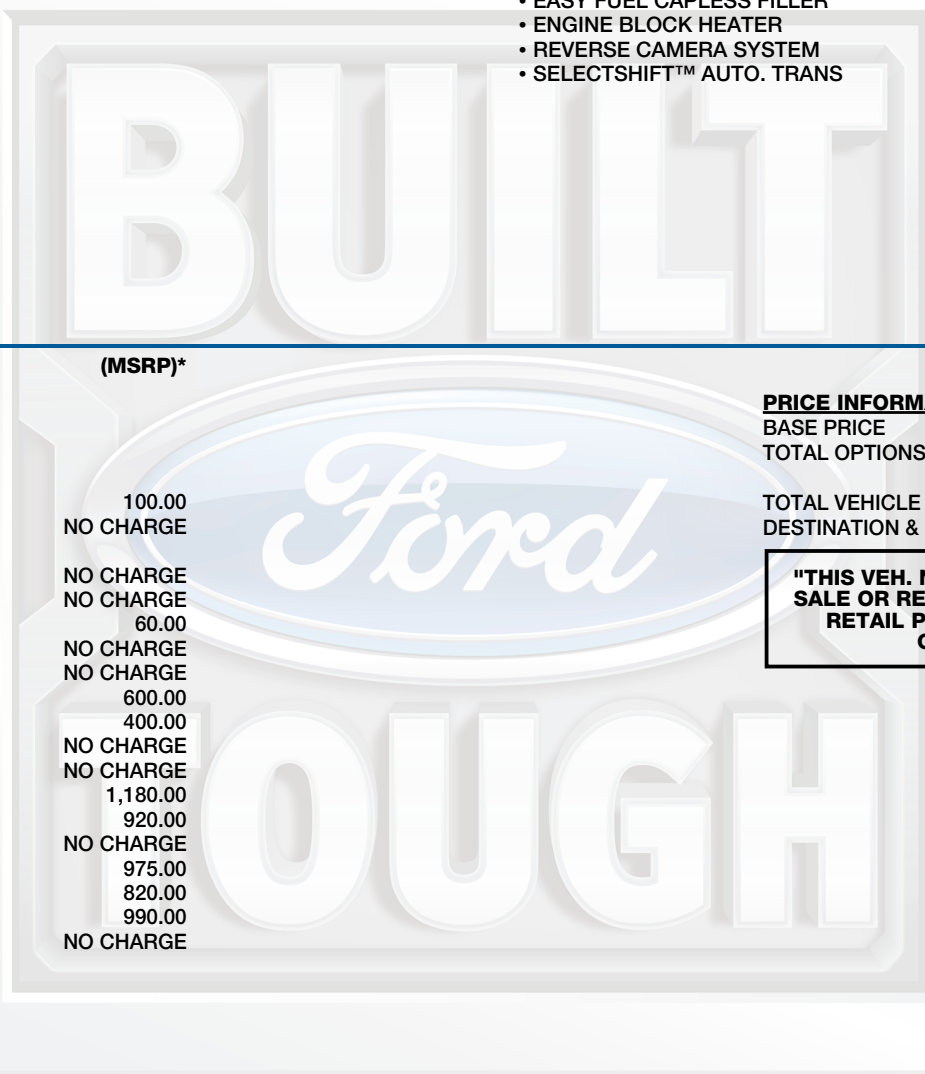 • EASY FUEL CAPLESS FILLER
• ENGINE BLOCK HEATER
• REVERSE CAMERA SYSTEM
• SELECTSHIFT™ AUTO. TRANS
BUILT
(MSRP)*
PRICE INFORM
BASE PRICE
TOTAL OPTIONS
TOTAL VEHICLE
DESTINATION &
"THIS VEH.
SALE OR RE
RETAIL P
Ford
100.00
NO CHARGE
NO CHARGE
NO CHARGE
60.00
NO CHARGE
NO CHARGE
600.00
400.00
NO CHARGE
NO CHARGE
1,180.00
920.00
NO CHARGE
975.00
820.00
990.00
NO CHARGE
TOUGH